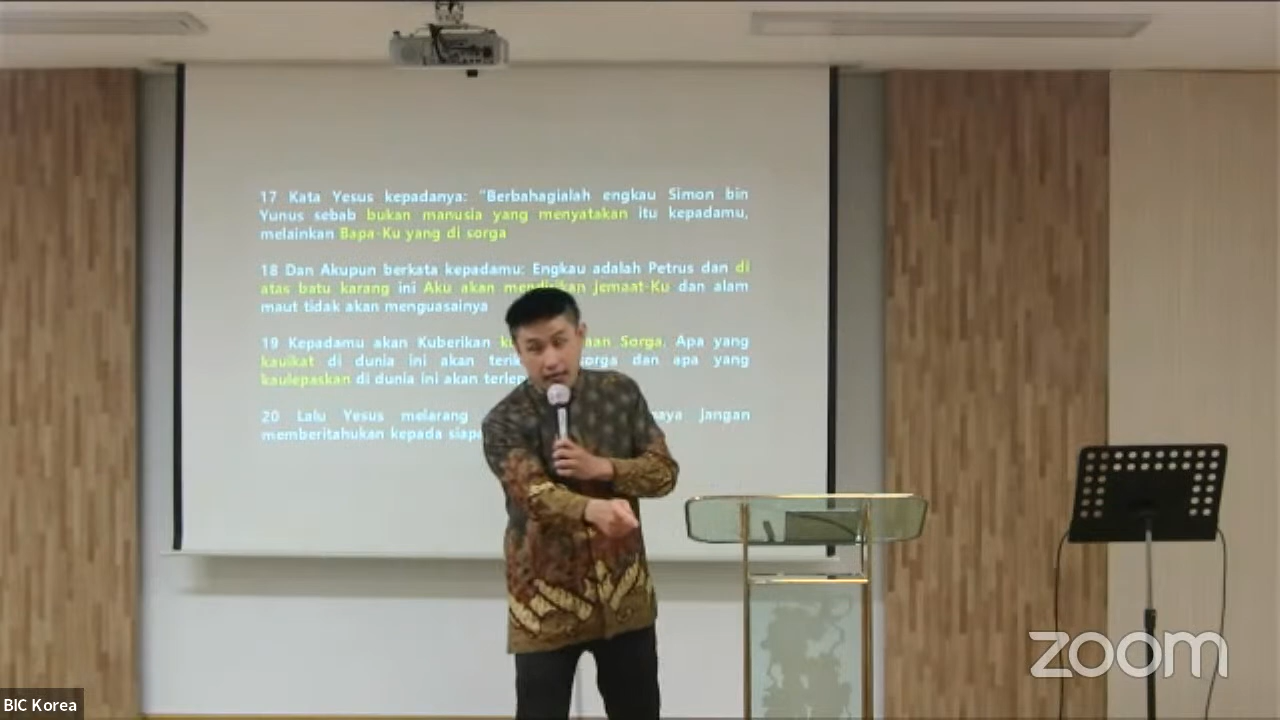 17 Kata Yesus kepadanya: "Berbahagialah engkau Simon bin
Yunus sebab bukan manusia yang menyatakan itu kepadamu,
melainkan Bapa-Ku yang di sorga
18 Dan Akupun berkata kepadamu: Engkau adalah Petrus dan di
atas batu karang ini Aku akan mendirikan jemaat-Ku dan alam
maut tidak akan menguasainya
19 Kepadamu akan Kuberikan Sorga. Apa yang
kauikat di dunia ini akan sorga dan apa yang
kaulepaskan di dunia ini akan
20 Lalu Yesus melarang jangan
memberitahukan kepada
zoom
BIC Korea